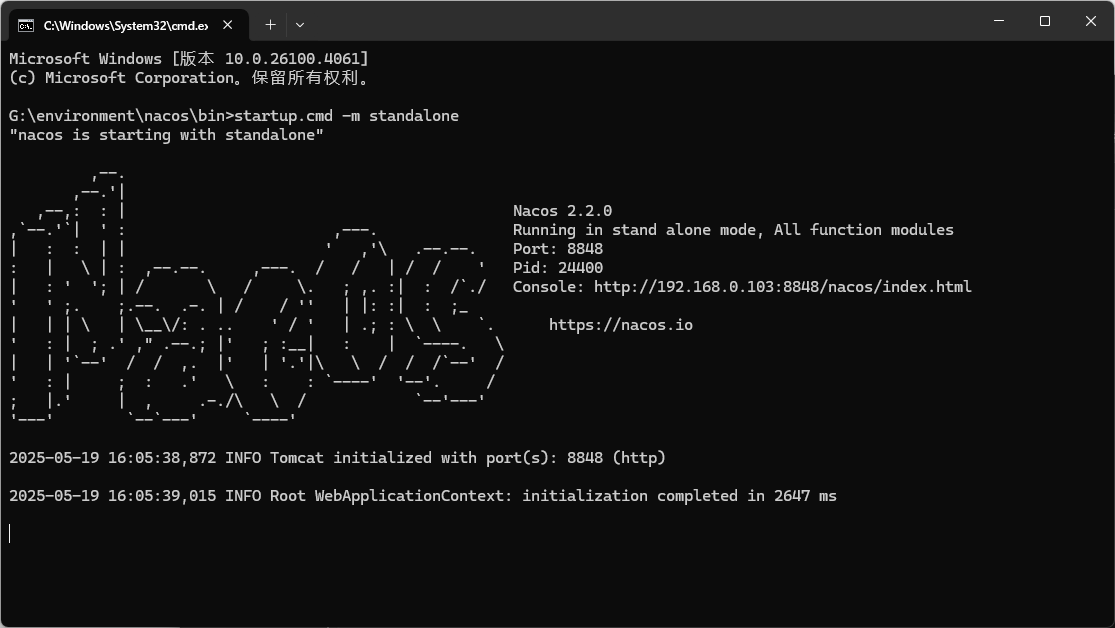 C:\Windows\System32\cmd.ex
Microsoft Windows [版本 10.0.26100.4061]
(c) Microsoft Corporation。保留所有权利。
G:\environment\nacos\bin>startup.cmd -m standalone
"nacos is starting with standalone"
Nacos 2.2.0
Running in stand alone mode, All function modules
Port: 8848
Pid: 24400
Console: http://192.168.0.103:8848/nacos/index.html
https://nacos.io
2025-05-19 16:05:38,872 INFO Tomcat initialized with port(s): 8848 (http)
2025-05-19 16:05:39,015 INFO Root WebApplicationContext: initialization completed in 2647 ms